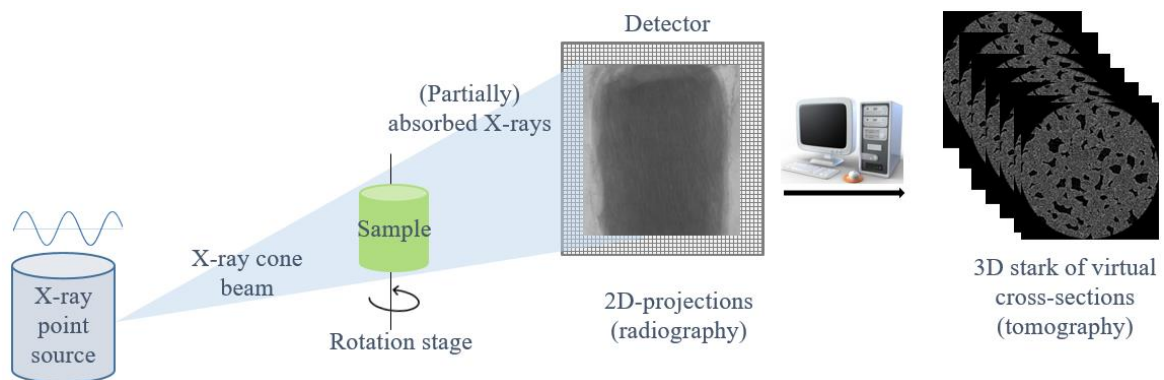 Detector
(Partially)
absorbed X-rays
Sample
X-ray cone
beam
X-ray
point
source
Rotation stage
2D-projections
(radiography)
3D stark of virtual
cross-sections
(tomography)